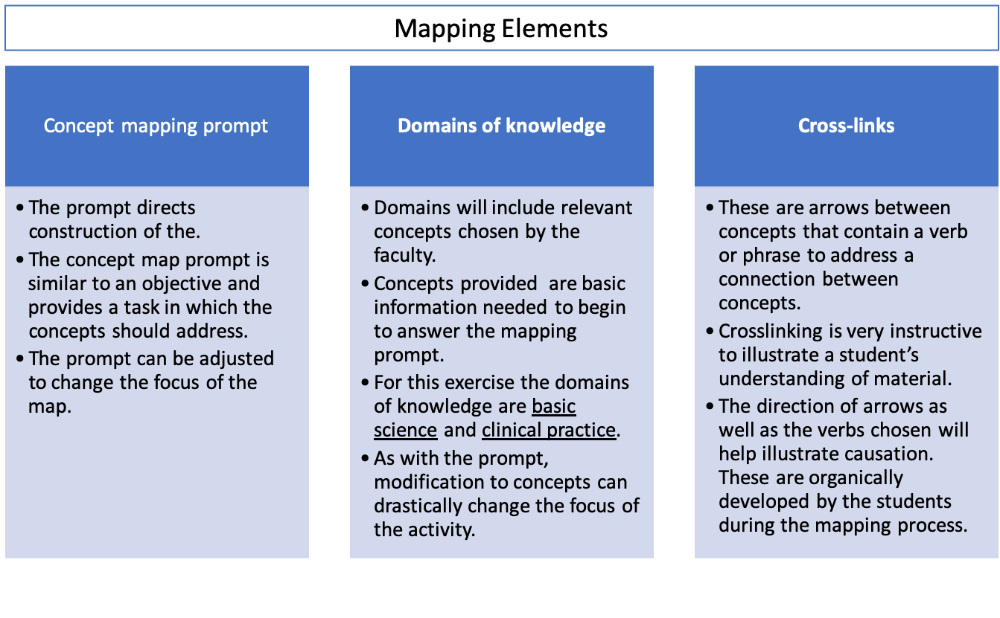 Mapping Elements
Concept mapping prompt
• The prompt directs
construction of the.
• The concept map prompt is
similar to an objective and
provides a task in which the
concepts should address.
• The prompt can be adjusted
to change the focus of the
map.
Domains of knowledge
• Domains will include relevant
concepts chosen by the
faculty.
• Concepts provided  are basic
information needed to begin
to answer the mapping
prompt.
• For this exercise the domains
of knowledge are basic
science and clinical practice.
• As with the prompt,
modification to concepts can
drastically change the focus of
the activity.
Cross-links
• These are arrows between
concepts that contain a verb
or phrase to address a
connection between
concepts.
• Crosslinking is very instructive
to illustrate a student’s
understanding of material.
• The direction of arrows as
well as the verbs chosen will
help illustrate causation.
These are organically
developed by the students
during the mapping process.